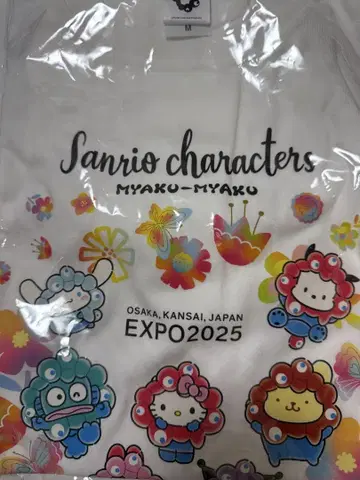 M
Sanrio characters
MYAKU-MYAKU
OSAKA, KANSAI, JAPAN
EXPO2025